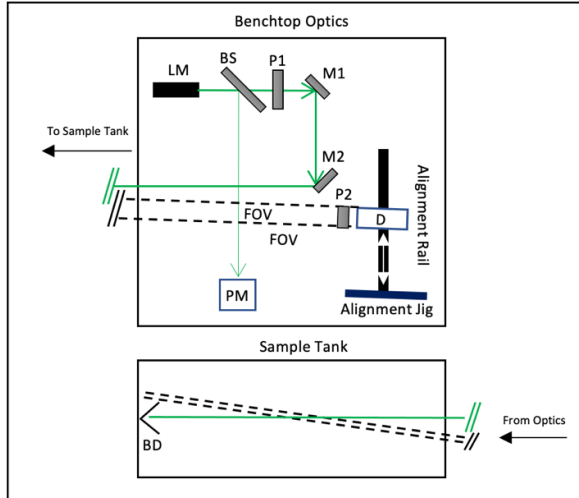 Benchtop Optics
BS
P1
LM
M1
To Sample Tank
M2
P2
Alignment Rail
FOV
D
FOV
PM
Alignment Jig
Sample Tank
From Optics
BD